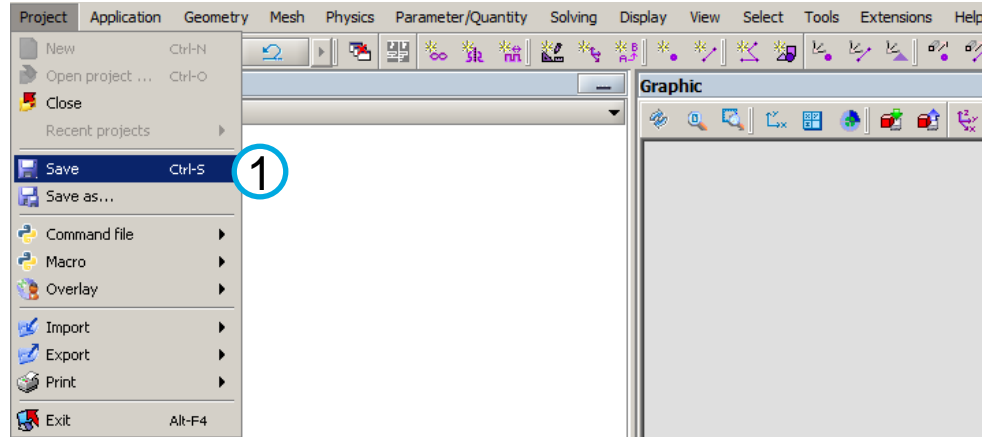 Project Application Geometry Mesh Physics Parameter/Quantity Solving Display View Select Tools Extensions Help
New Ctrl-N
Open project ... Ctrl-O
Close
Recent projects
Save Ctrl-S
1
Save as...
Command file
Macro
Overlay
Import
Export
Print
Exit Alt-F4
Graphic